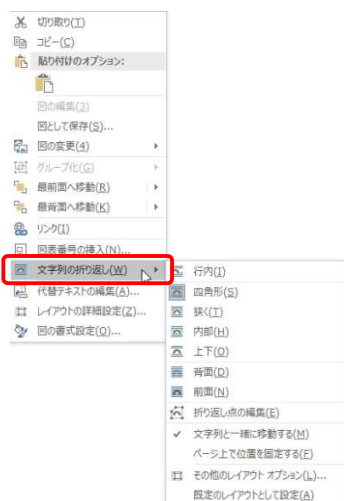 切り取り(T)
コピー(C)
貼り付けのオプション:
図の編集(3)
図として保存(S)...
図の変更(4)
グループ化(G)
最前面へ移動(R)
最背面へ移動(K)
リンク(I)
図表番号の挿入(N)...
文字列の折り返し(W)
代替テキストの編集(A)...
レイアウトの詳細設定(Z)...
図の書式設定(O)...
行内(I)
四角形(S)
狭く(T)
内部(H)
上下(O)
背面(D)
前面(N)
折り返し点の編集(E)
文字列と一緒に移動する(M)
ページ上で位置を固定する(F)
その他のレイアウト オプション(L)...
既定のレイアウトとして設定(A)